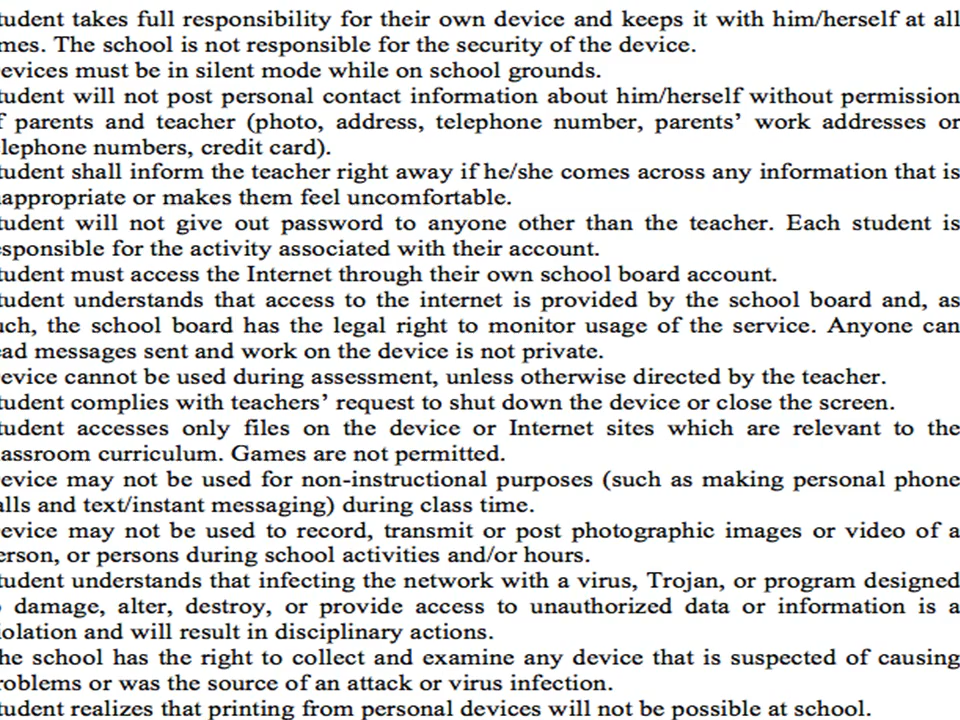 tudent takes full responsibility for their own device and keeps it with him/herself at all
mes. The school is not responsible for the security of the device.
evices must be in silent mode while on school grounds.
tudent will not post personal contact information about him/herself without permission
f parents and teacher (photo, address, telephone number, parents’ work addresses or
lephone numbers, credit card).
tudent shall inform the teacher right away if he/she comes across any information that is
appropriate or makes them feel uncomfortable.
tudent will not give out password to anyone other than the teacher. Each student is
sponsible for the activity associated with their account.
tudent must access the Internet through their own school board account.
tudent understands that access to the internet is provided by the school board and, as
uch, the school board has the legal right to monitor usage of the service. Anyone can
ead messages sent and work on the device is not private.
evice cannot be used during assessment, unless otherwise directed by the teacher.
tudent complies with teachers’ request to shut down the device or close the screen.
tudent accesses only files on the device or Internet sites which are relevant to the
assroom curriculum. Games are not permitted.
evice may not be used for non-instructional purposes (such as making personal phone
alls and text/instant messaging) during class time.
evice may not be used to record, transmit or post photographic images or video of a
erson, or persons during school activities and/or hours.
tudent understands that infecting the network with a virus, Trojan, or program designed
damage, alter, destroy, or provide access to unauthorized data or information is a
iolation and will result in disciplinary actions.
he school has the right to collect and examine any device that is suspected of causing
roblems or was the source of an attack or virus infection.
tudent realizes that printing from personal devices will not be possible at school.